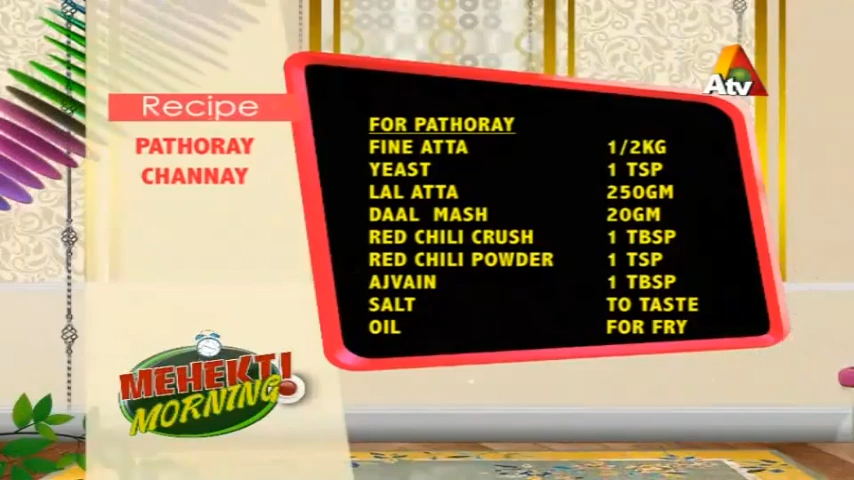 Atv
Recipe
PATHORAY
CHANNAY
FOR PATHORAY
FINE ATTA 1/2KG
YEAST 1 TSP
LAL ATTA 250GM
DAAL MASH 20GM
RED CHILI CRUSH 1 TBSP
RED CHILI POWDER 1 TSP
AJVAIN 1 TBSP
SALT TO TASTE
OIL FOR FRY
MEHEKTI
MORNING